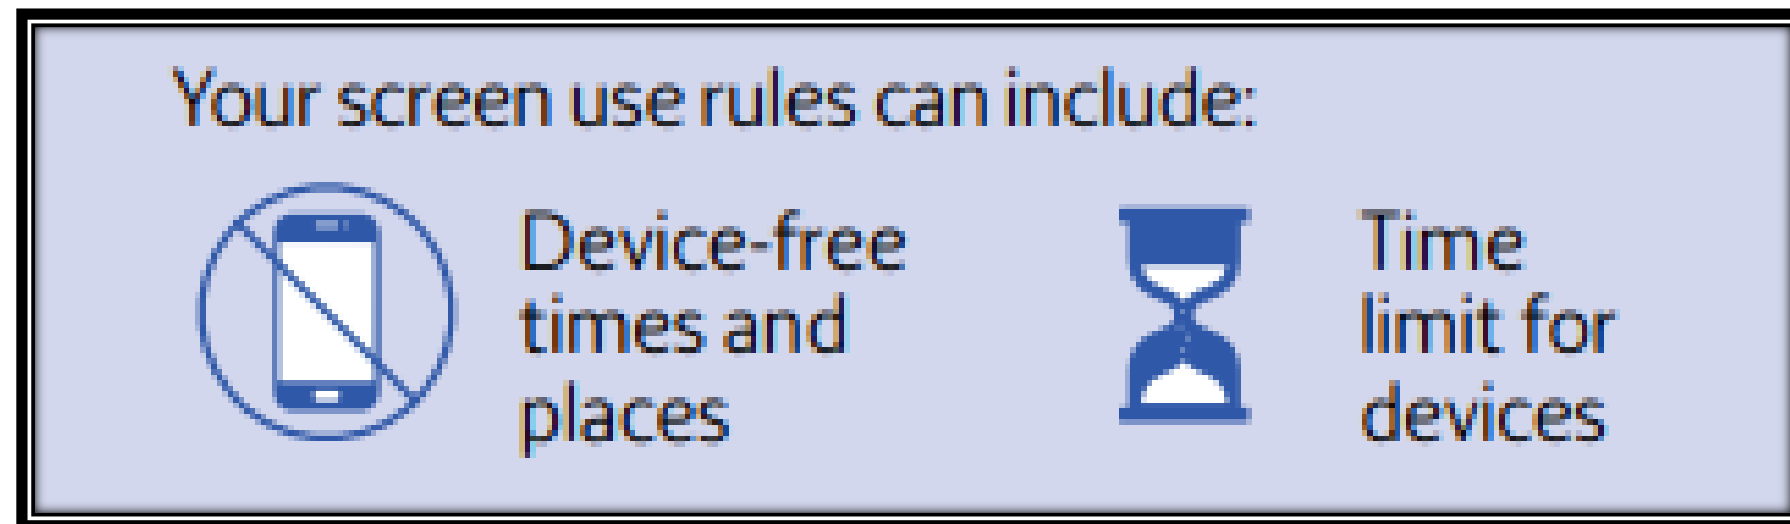 Your screen use rules can include:
Device-free
times and
places
Time
limit for
devices